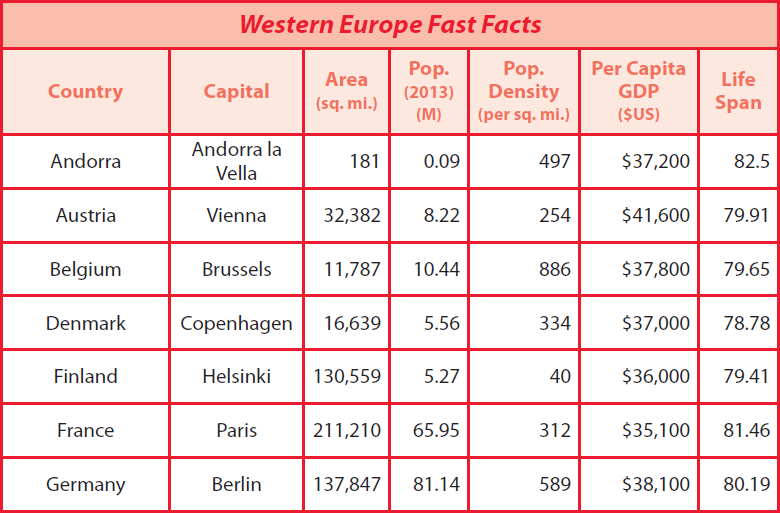 Western Europe Fast Facts
Country Capital Area (sq. mi.) Pop. (2013) (M) Pop. Density (per sq. mi.) Per Capita GDP ($US) Life Span
Andorra Andorra la Vella 181 0.09 497 $37,200 82.5
Austria Vienna 32,382 8.22 254 $41,600 79.91
Belgium Brussels 11,787 10.44 886 $37,800 79.65
Denmark Copenhagen 16,639 5.56 334 $37,000 78.78
Finland Helsinki 130,559 5.27 40 $36,000 79.41
France Paris 211,210 65.95 312 $35,100 81.46
Germany Berlin 137,847 81.14 589 $38,100 80.19